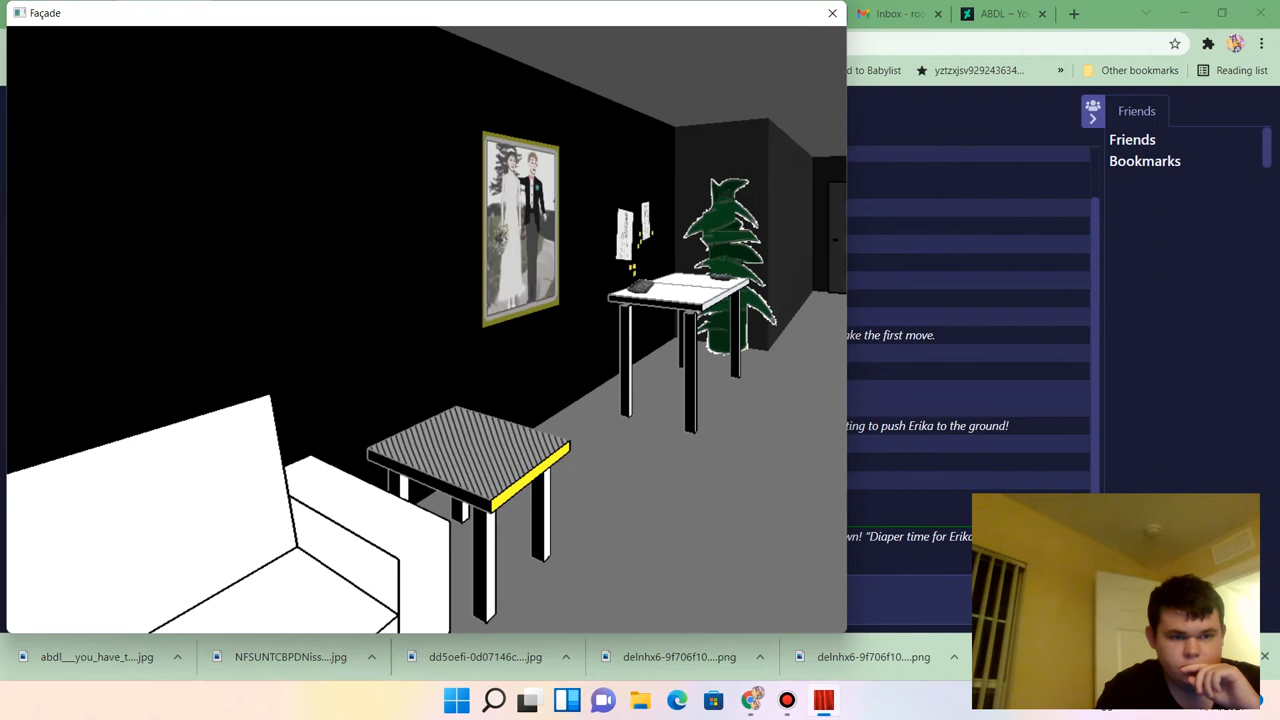 Façade
Inbox - roo
ABDL ~ Yo
d to Babylist
yztzxjsv929243634...
»
Other bookmarks
Reading list
Friends
Friends
Bookmarks
ake the first move.
ting to push Erika to the ground!
wn! "Diaper time for Erika
abdl___you_have_t....jpg
NFSUNTCBPDNiss....jpg
dd5oefi-0d07146c....jpg
delnhx6-9f706f10....png
delnhx6-9f706f10....png